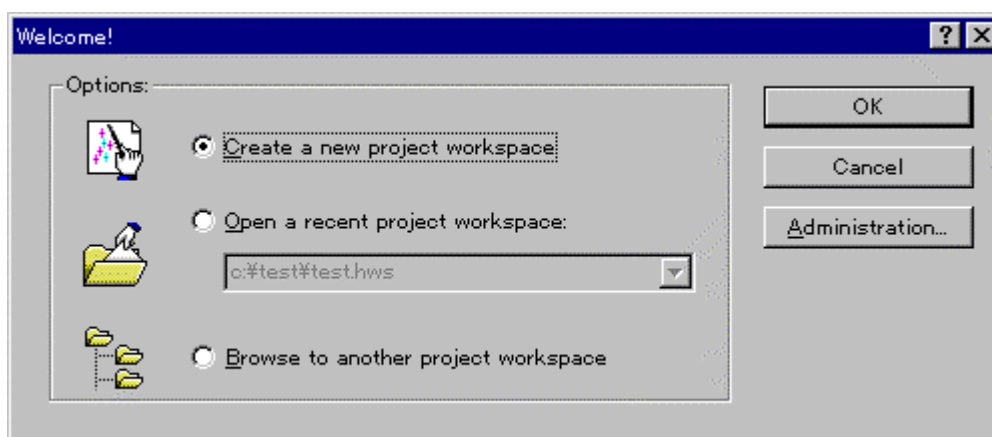 Welcome!
Options:
Create a new project workspace
Open a recent project workspace:
c:¥test¥test.hws
Browse to another project workspace
OK
Cancel
Administration...